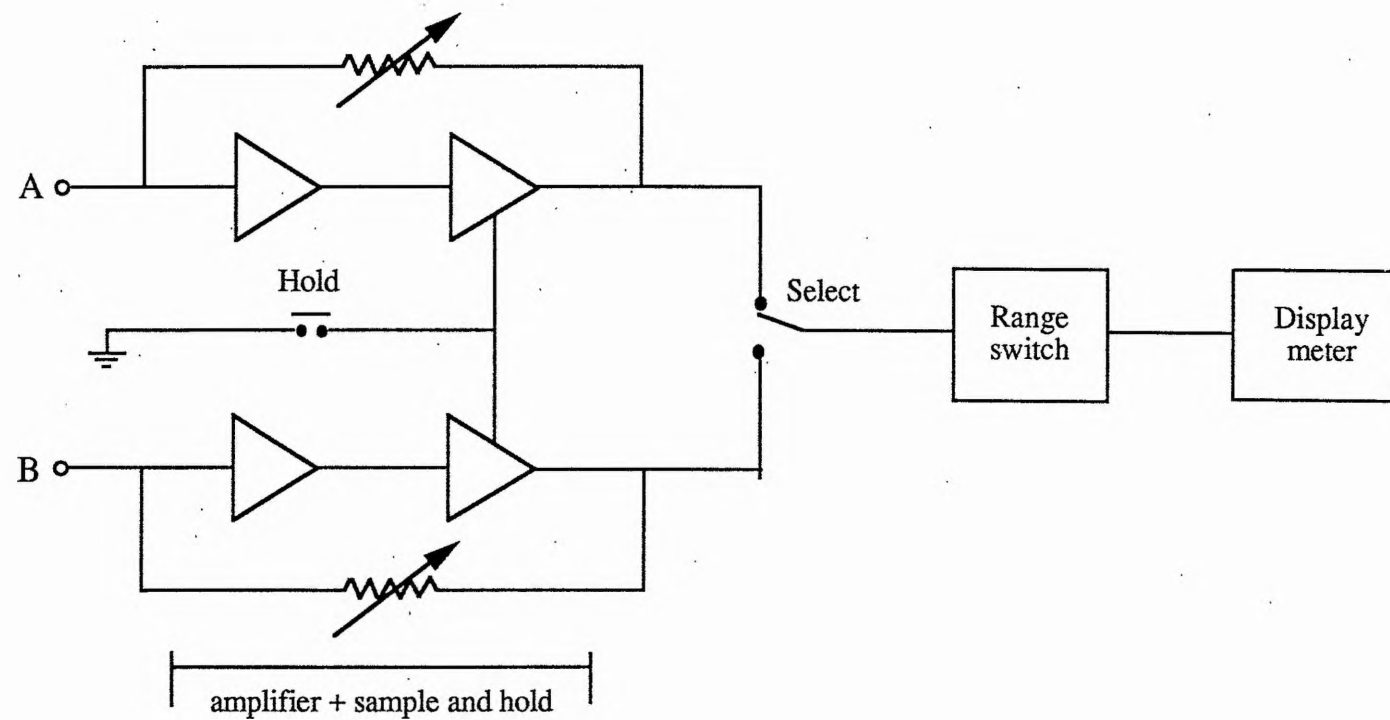 A
Hold
Select
Range
switch
Display
meter
B
amplifier + sample and hold